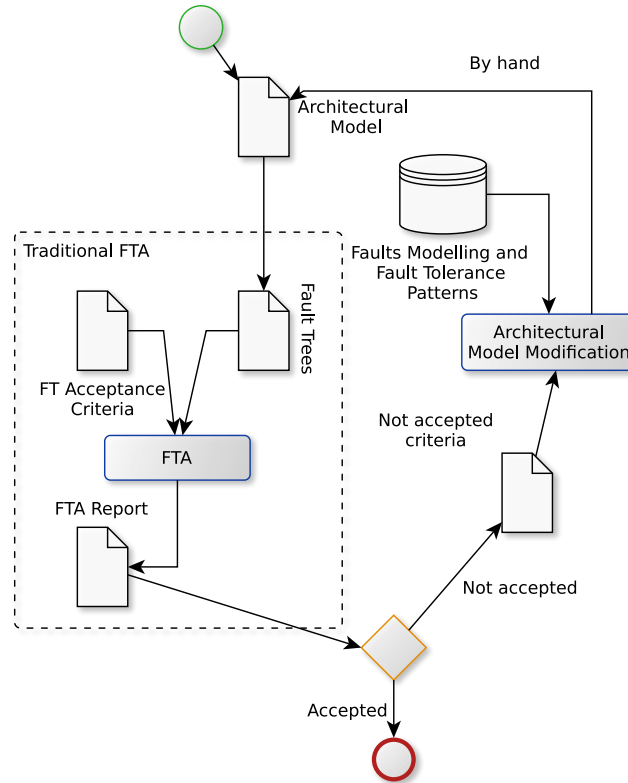 By hand
Architectural
Model
Traditional FTA
Faults Modelling and
Fault Tolerance
Patterns
Fault Trees
Architectural
Model Modification
FT Acceptance
Criteria
Not accepted
criteria
FTA
FTA Report
Not accepted
Accepted